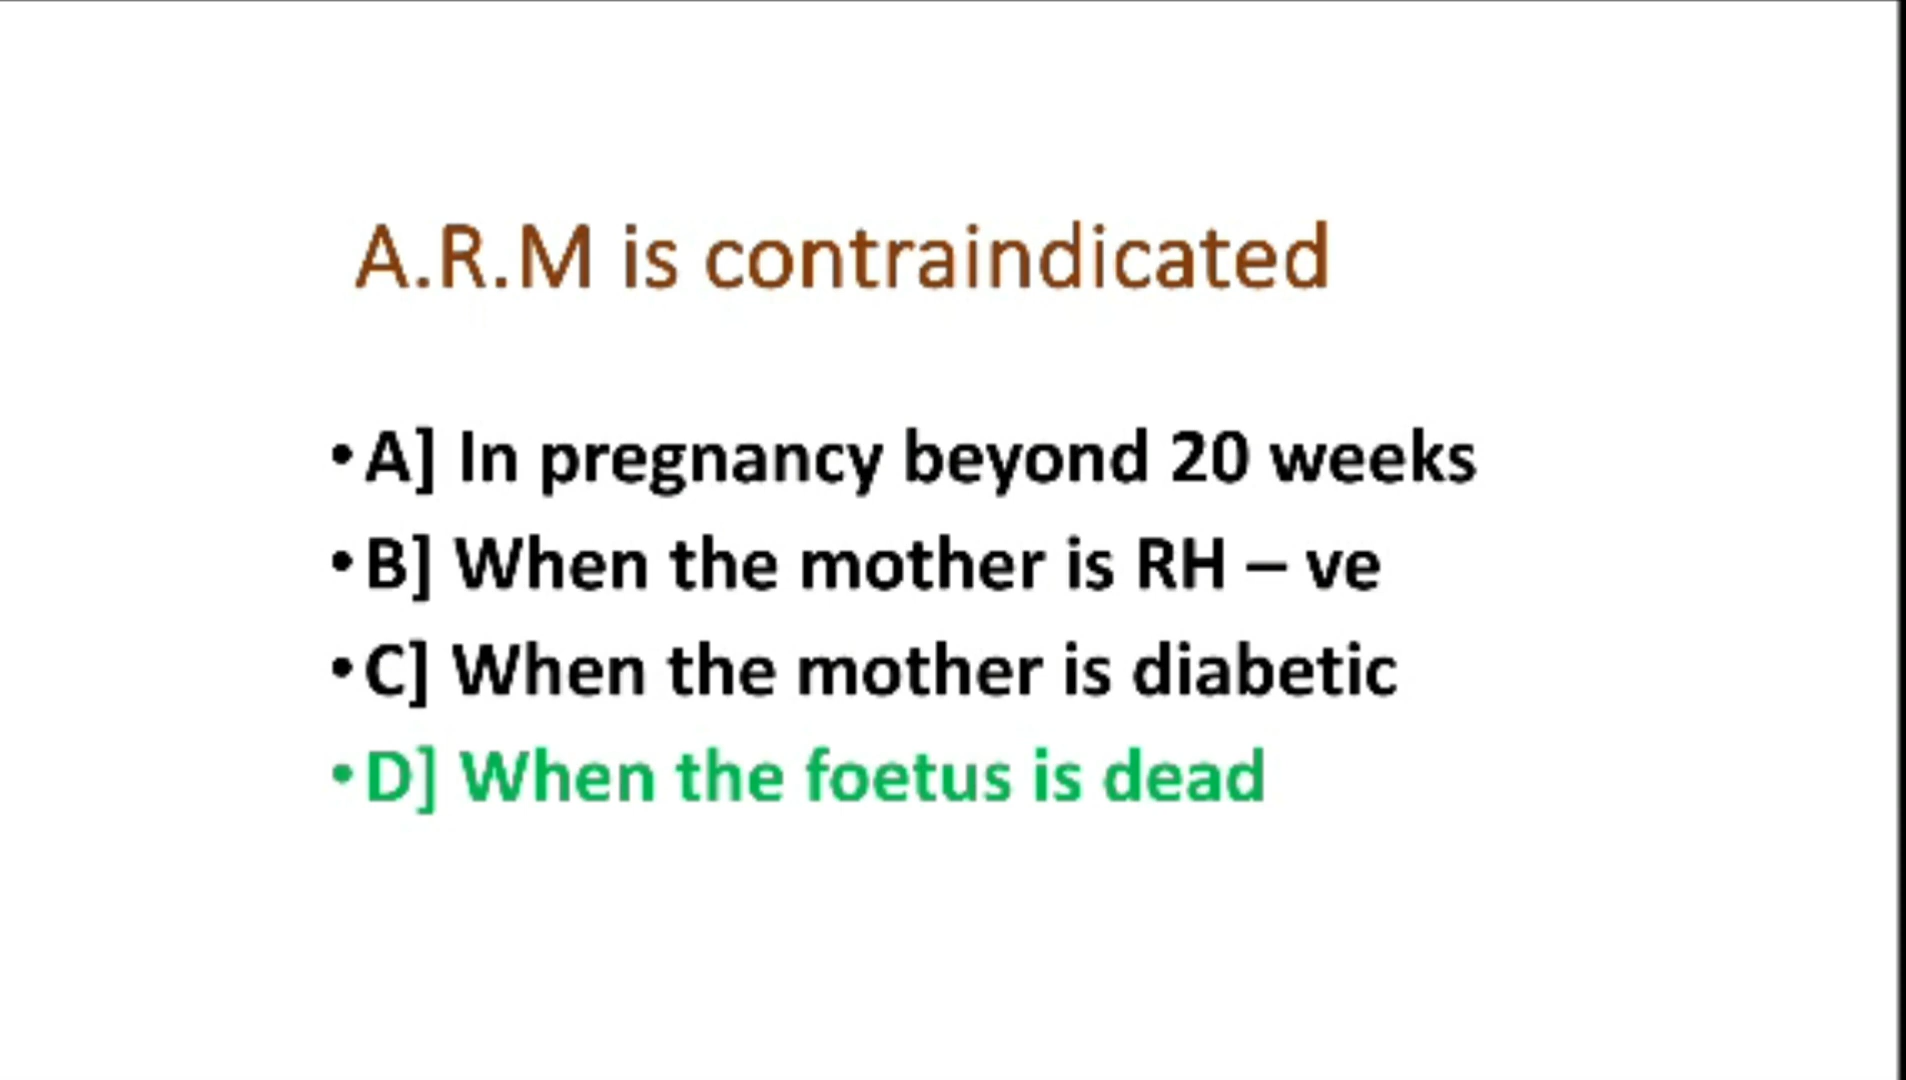 A.R.M is contraindicated
• A] In pregnancy beyond 20 weeks
• B] When the mother is RH – ve
• C] When the mother is diabetic
• D] When the foetus is dead